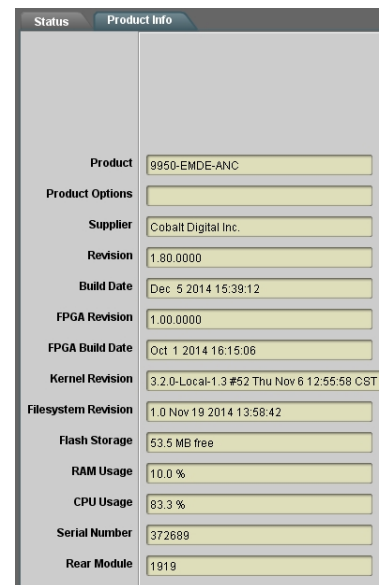 Status Product Info
Product 9950-EMDE-ANC
Product Options
Supplier Cobalt Digital Inc.
Revision 1.80.0000
Build Date Dec 5 2014 15:39:12
FPGA Revision 1.00.0000
FPGA Build Date Oct 1 2014 16:15:06
Kernel Revision 3.2.0-Local-1.3 #52 Thu Nov 6 12:55:58 CST
Filesystem Revision 1.0 Nov 19 2014 13:58:42
Flash Storage 53.5 MB free
RAM Usage 10.0 %
CPU Usage 83.3 %
Serial Number 372689
Rear Module 1919